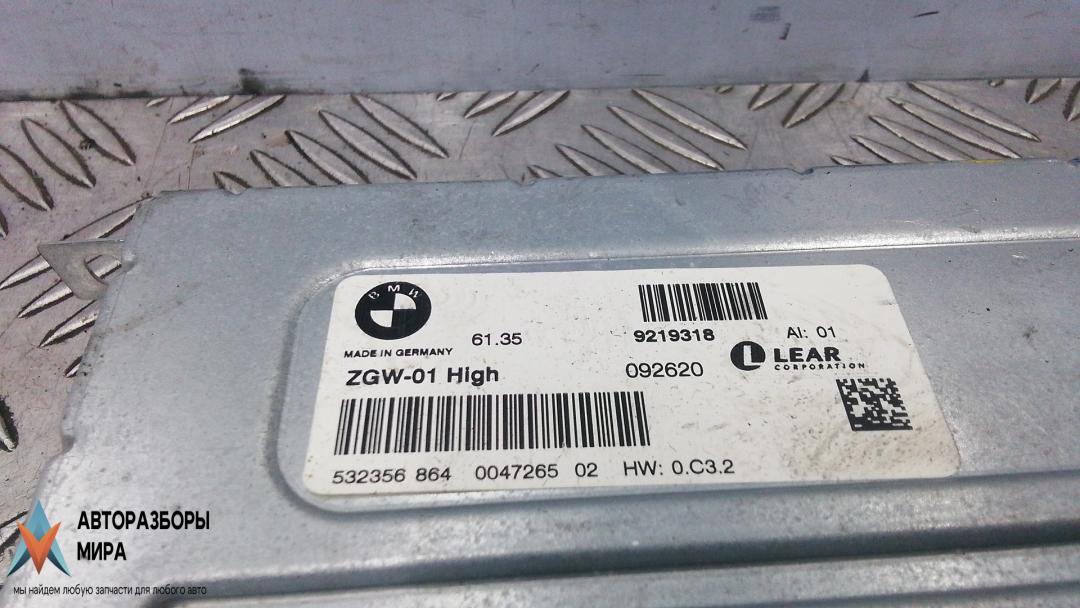 BMW
MADE IN GERMANY
61.35
9219318
AI: 01
ZGW-01 High
092620
LEAR
CORPORATION
532356 864 0047265 02 HW: 0.C3.2
АВТОРАЗБОРЫ
МИРА
мы найдем любую запчасти для любого авто